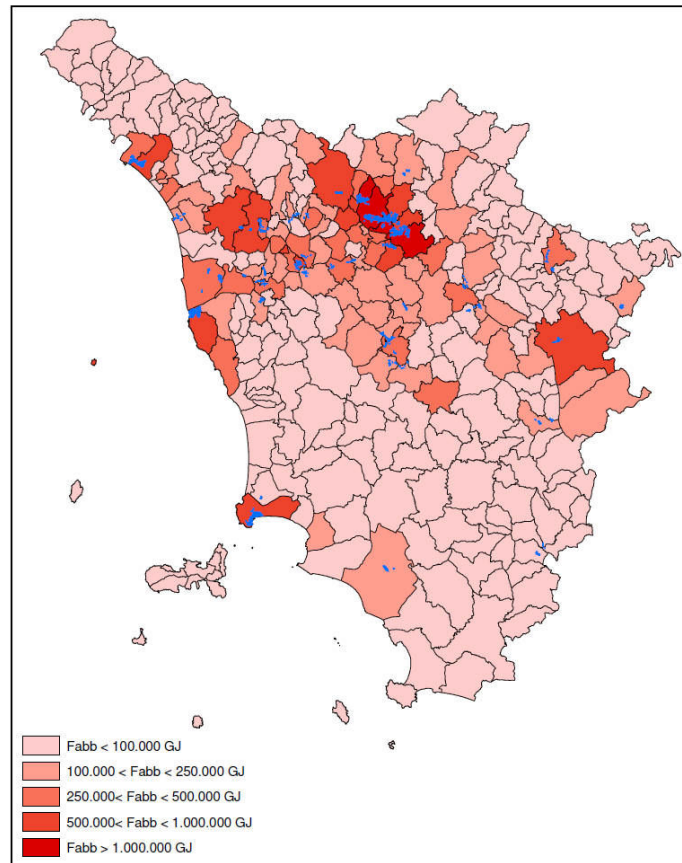 Fabb < 100.000 GJ
100.000 < Fabb < 250.000 GJ
250.000< Fabb < 500.000 GJ
500.000< Fabb < 1.000.000 GJ
Fabb > 1.000.000 GJ